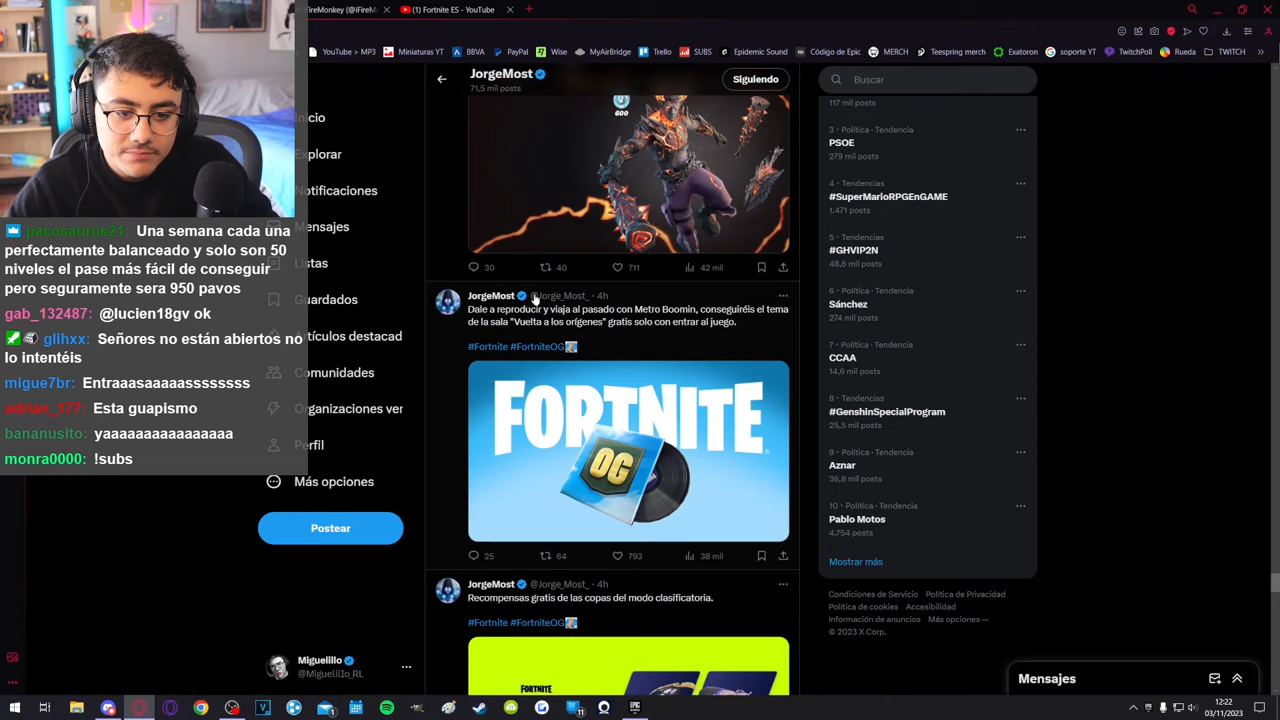 iFireMonkey (@iFireMo
(1) Fortnite ES - YouTube
YouTube > MP3
Miniaturas YT
BBVA
PayPal
Wise
MyAirBridge
Trello
SUBS
Epidemic Sound
Código de Epic
MERCH
Teespring merch
Exatoron
soporte YT
TwitchPoll
Rueda
TWITCH
pacosaurus21: Una semana cada una
perfectamente balanceado y solo son 50
niveles el pase más fácil de conseguir
pero seguramente sera 950 pavos
gab_132487: @lucien18gv ok
glihxx: Señores no están abiertos no
lo intentéis
migue7br: Entraaasaaaaasssssss
adrian_177: Esta guapismo
bananusito: yaaaaaaaaaaaaaaaa
monra0000: !subs
nicio
Explorar
Notificaciones
Mensajes
Listas
Guardados
rtículos destacad
Comunidades
Organizaciones ver
Perfil
Más opciones
Postear
Miguelillo
@MiguelilIo_RL
JorgeMost
71,5 mil posts
Siguiendo
600
30
40
711
42 mil
JorgeMost @Jorge_Most_ · 4h
Dale a reproducir y viaja al pasado con Metro Boomin, conseguiréis el tema
de la sala "Vuelta a los orígenes" gratis solo con entrar al juego.
#Fortnite #FortniteOG
FORTNITE
OG
25
64
793
38 mil
JorgeMost @Jorge_Most_ · 4h
Recompensas gratis de las copas del modo clasificatoria.
#Fortnite #FortniteOG
FORTNITE
Buscar
117 mil posts
3 · Política · Tendencia
PSOE
279 mil posts
4 · Tendencias
#SuperMarioRPGEnGAME
1.471 posts
5 · Tendencias
#GHVIP2N
48,6 mil posts
6 · Tendencias
Sánchez
274 mil posts
7 · Política · Tendencia
CCAA
14,6 mil posts
8 · Tendencias
#GenshinSpecialProgram
25,5 mil posts
9 · Política · Tendencia
Aznar
36,8 mil posts
10 · Política · Tendencia
Pablo Motos
4.754 posts
Mostrar más
Condiciones de Servicio Política de Privacidad
Política de cookies Accesibilidad
Información de anuncios Más opciones ···
© 2023 X Corp.
Mensajes
12:22
03/11/2023